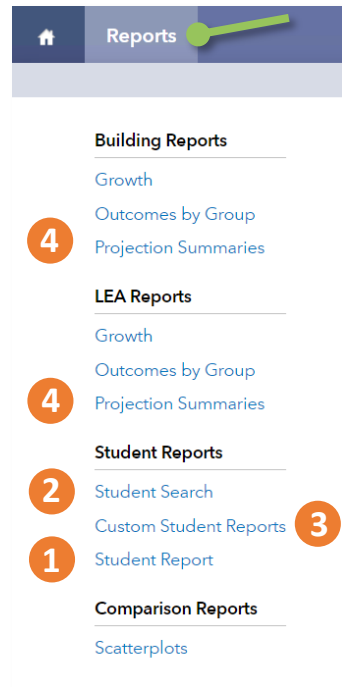 Reports
Building Reports
Growth
Outcomes by Group
4 Projection Summaries
LEA Reports
Growth
Outcomes by Group
4 Projection Summaries
Student Reports
2 Student Search
Custom Student Reports 3
1 Student Report
Comparison Reports
Scatterplots